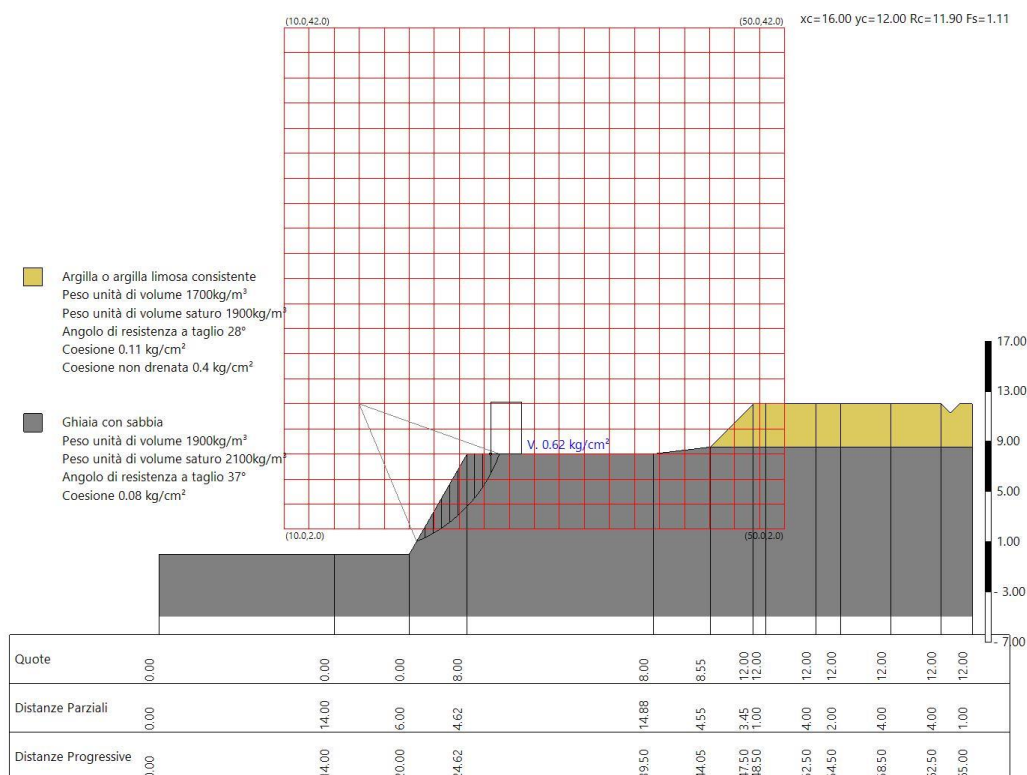 (10.0,42.0)
(50.0,42.0)
xc=16.00 yc=12.00 Rc=11.90 Fs=1.11
Argilla o argilla limosa consistente
Peso unità di volume 1700kg/m³
Peso unità di volume saturo 1900kg/m³
Angolo di resistenza a taglio 28°
Coesione 0.11 kg/cm²
Coesione non drenata 0.4 kg/cm²
Ghiaia con sabbia
Peso unità di volume 1900kg/m³
Peso unità di volume saturo 2100kg/m³
Angolo di resistenza a taglio 37°
Coesione 0.08 kg/cm²
V. 0.62 kg/cm²
(10.0,2.0)
(50.0,2.0)
17.00
13.00
9.00
5.00
1.00
- 3.00
- 7.00
Quote 0.00 0.00 0.00 8.00 8.00 8.55 12.00 12.00 12.00 12.00 12.00 12.00 12.00
Distanze Parziali 0.00 14.00 6.00 4.62 14.88 4.55 3.45 1.00 4.00 2.00 4.00 4.00 1.00
Distanze Progressive